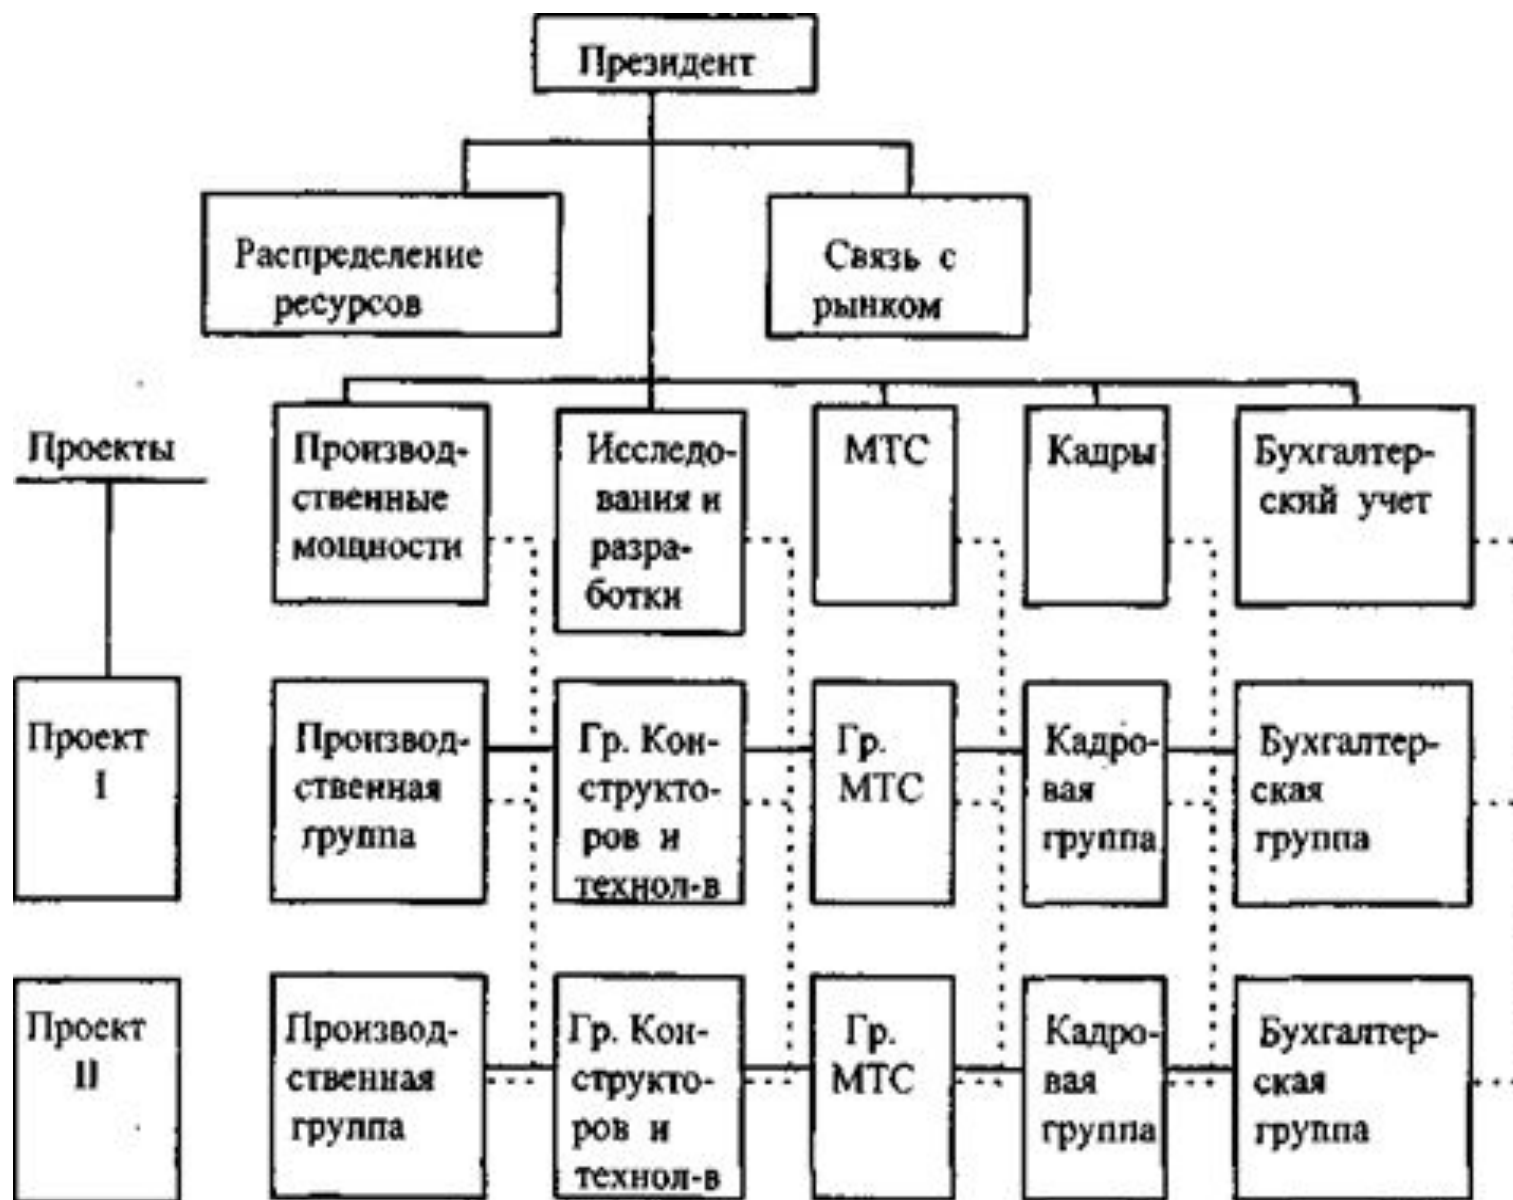 Президент
Распределение
ресурсов
Связь с
рынком
Проекты
Производ-
ственные
мощности
Исследо-
вания и
разра-
ботки
МТС
Кадры
Бухгалтер-
ский учет
Проект
I
Производ-
ственная
группа
Гр. Кон-
структо-
ров и
технол-в
Гр.
МТС
Кадро-
вая
группа
Бухгалтер-
ская
группа
Проект
II
Производ-
ственная
группа
Гр. Кон-
структо-
ров и
технол-в
Гр.
МТС
Кадро-
вая
группа
Бухгалтер-
ская
группа